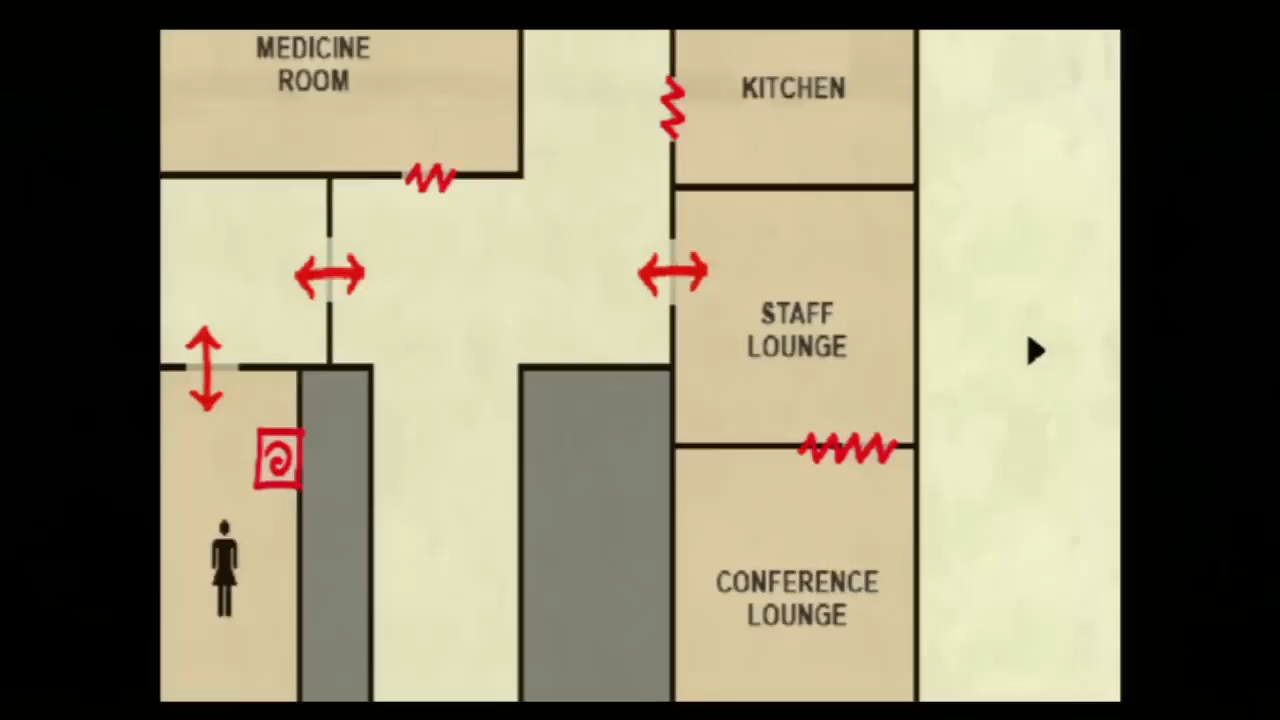 MEDICINE
ROOM
KITCHEN
STAFF
LOUNGE
CONFERENCE
LOUNGE